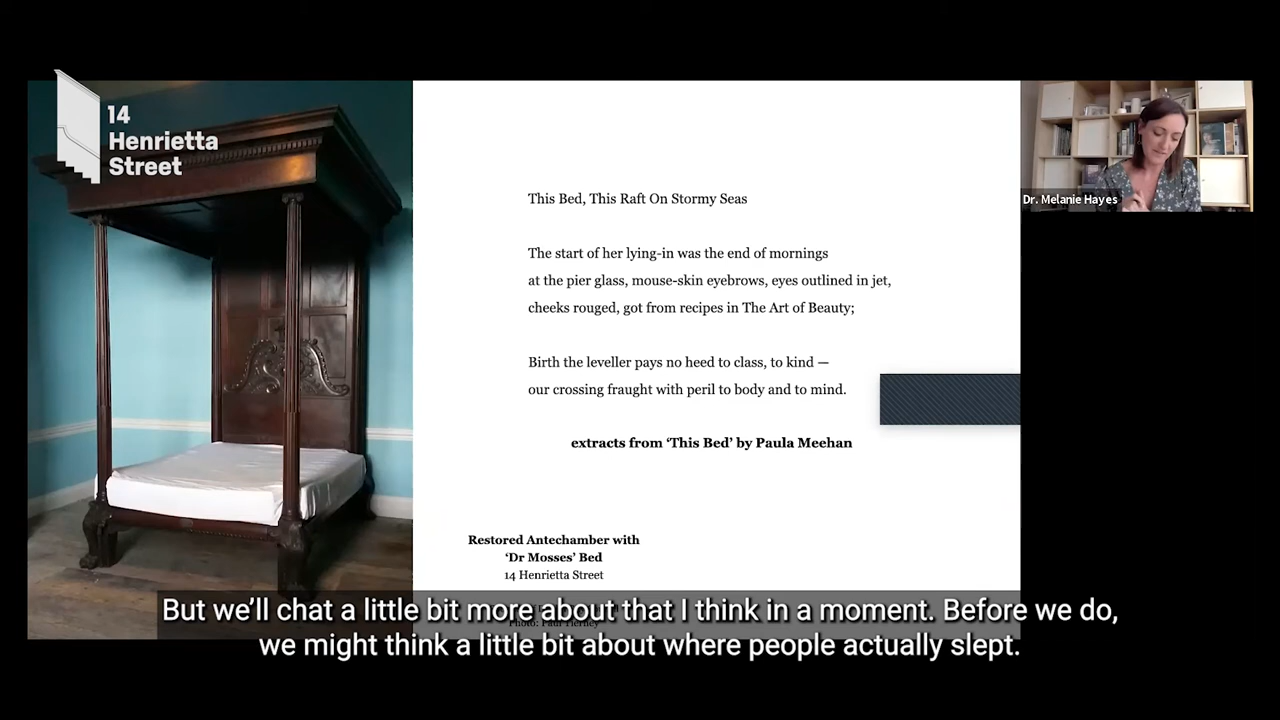 14
Henrietta
Street
This Bed, This Raft On Stormy Seas
The start of her lying-in was the end of mornings
at the pier glass, mouse-skin eyebrows, eyes outlined in jet,
cheeks rouged, got from recipes in The Art of Beauty;
Birth the leveller pays no heed to class, to kind —
our crossing fraught with peril to body and to mind.
extracts from ‘This Bed’ by Paula Meehan
Restored Antechamber with
‘Dr Mosses’ Bed
14 Henrietta Street
Photo: Paul Tierney
Dr. Melanie Hayes
But we’ll chat a little bit more about that I think in a moment. Before we do,
we might think a little bit about where people actually slept.